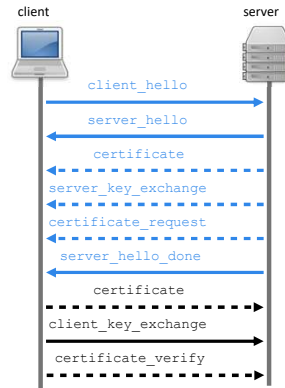 client server
client_hello
server_hello
certificate
server_key_exchange
certificate_request
server_hello_done
certificate
client_key_exchange
certificate_verify